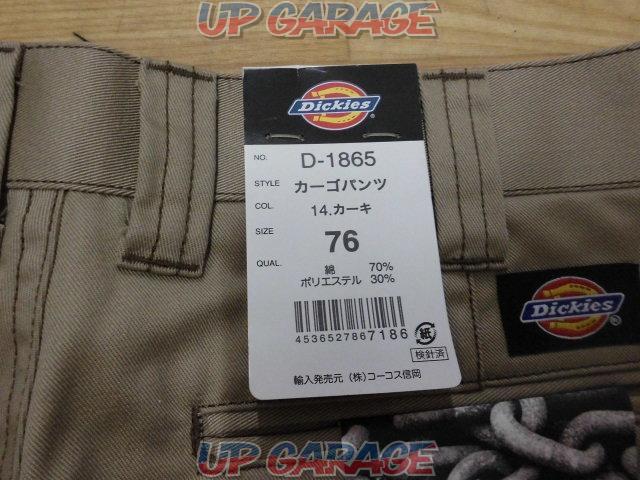 UP GARAGE
Dickies
NO. D-1865
STYLE カーゴパンツ
COL. 14.カーキ
SIZE 76
QUAL. 綿 70%
ポリエステル 30%
4536527867186
紙
検針済
輸入発売元 (株)コーコス信岡
Dickies
®
UP GARAGE